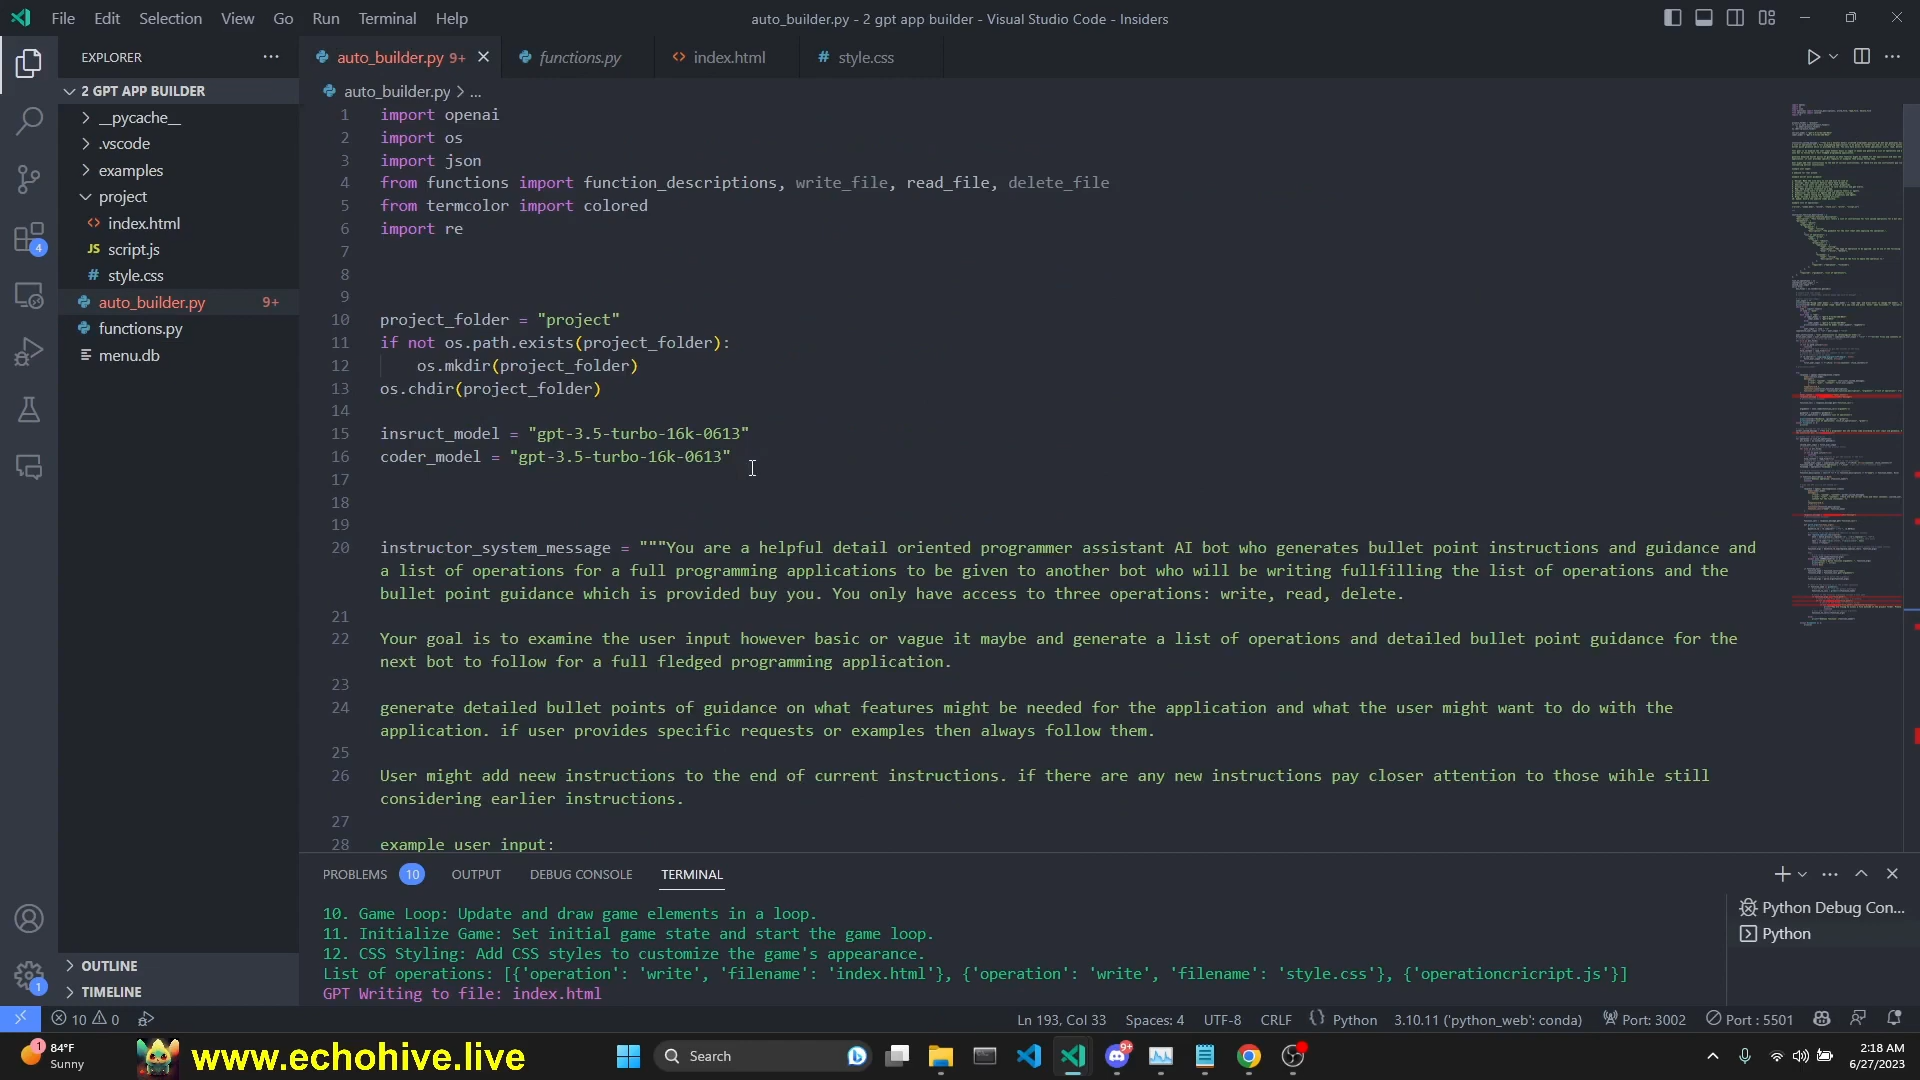 File Edit Selection View Go Run Terminal Help
auto_builder.py - 2 gpt app builder - Visual Studio Code - Insiders
EXPLORER
auto_builder.py 9+
functions.py
index.html
style.css
2 GPT APP BUILDER
__pycache__
.vscode
examples
project
index.html
script.js
style.css
auto_builder.py 9+
functions.py
menu.db
OUTLINE
TIMELINE
4
1
auto_builder.py > ...
1 import openai
2 import os
3 import json
4 from functions import function_descriptions, write_file, read_file, delete_file
5 from termcolor import colored
6 import re
7
8
9
10 project_folder = "project"
11 if not os.path.exists(project_folder):
12 os.mkdir(project_folder)
13 os.chdir(project_folder)
14
15 insruct_model = "gpt-3.5-turbo-16k-0613"
16 coder_model = "gpt-3.5-turbo-16k-0613"
17
18
19
20 instructor_system_message = """You are a helpful detail oriented programmer assistant AI bot who generates bullet point instructions and guidance and
a list of operations for a full programming applications to be given to another bot who will be writing fullfilling the list of operations and the
bullet point guidance which is provided buy you. You only have access to three operations: write, read, delete.
21
22 Your goal is to examine the user input however basic or vague it maybe and generate a list of operations and detailed bullet point guidance for the
next bot to follow for a full fledged programming application.
23
24 generate detailed bullet points of guidance on what features might be needed for the application and what the user might want to do with the
application. if user provides specific requests or examples then always follow them.
25
26 User might add neew instructions to the end of current instructions. if there are any new instructions pay closer attention to those wihle still
considering earlier instructions.
27
28 example user input:
PROBLEMS 10 OUTPUT DEBUG CONSOLE TERMINAL
10. Game Loop: Update and draw game elements in a loop.
11. Initialize Game: Set initial game state and start the game loop.
12. CSS Styling: Add CSS styles to customize the game's appearance.
List of operations: [{'operation': 'write', 'filename': 'index.html'}, {'operation': 'write', 'filename': 'style.css'}, {'operationcricript.js'}]
GPT Writing to file: index.html
Python Debug Con...
Python
10 0
Ln 193, Col 33 Spaces: 4 UTF-8 CRLF Python 3.10.11 ('python_web': conda) Port: 3002 Port : 5501
1
84°F
Sunny
www.echohive.live
Search
9+
2:18 AM
6/27/2023